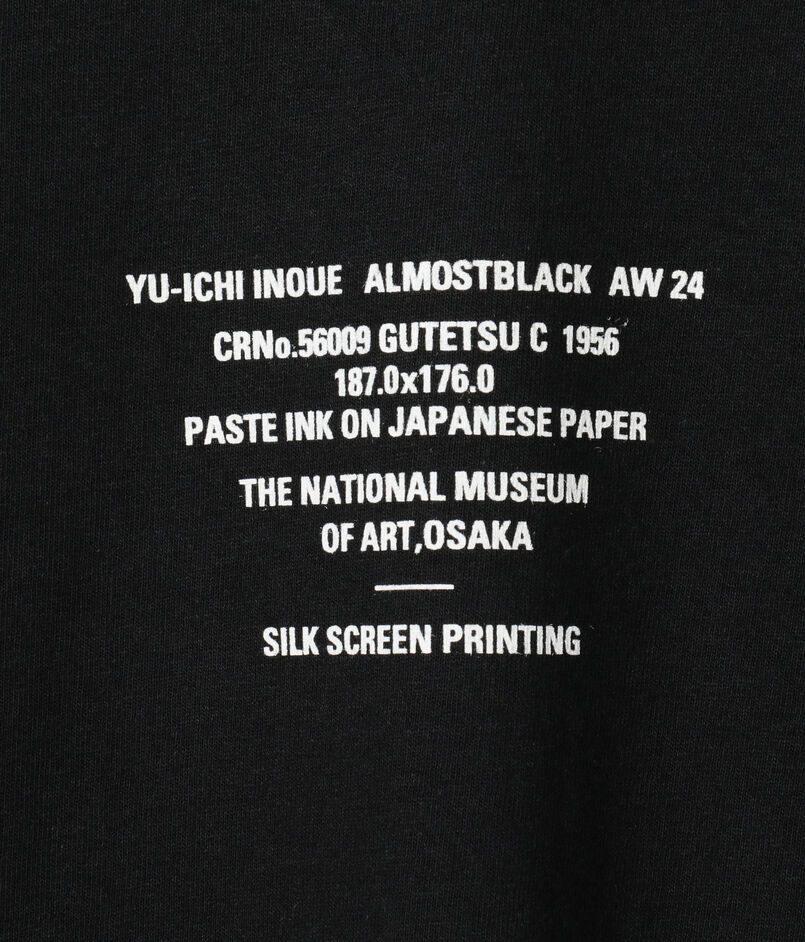 YU-ICHI INOUE ALMOSTBLACK AW 24
CRNo.56009 GUTETSU C 1956
187.0x176.0
PASTE INK ON JAPANESE PAPER
THE NATIONAL MUSEUM
OF ART,OSAKA
SILK SCREEN PRINTING